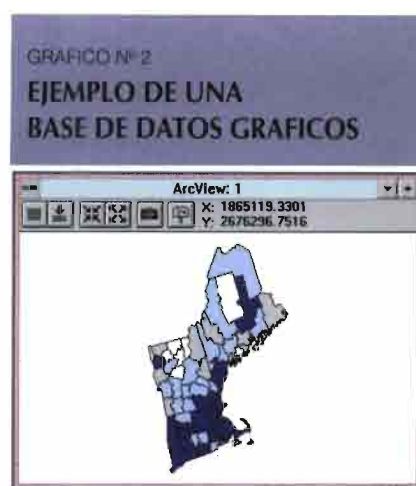 GRAFICO Nº 2
EJEMPLO DE UNA
BASE DE DATOS GRAFICOS
ArcView: 1
X: 1865119.3301
Y: 2676296.7516